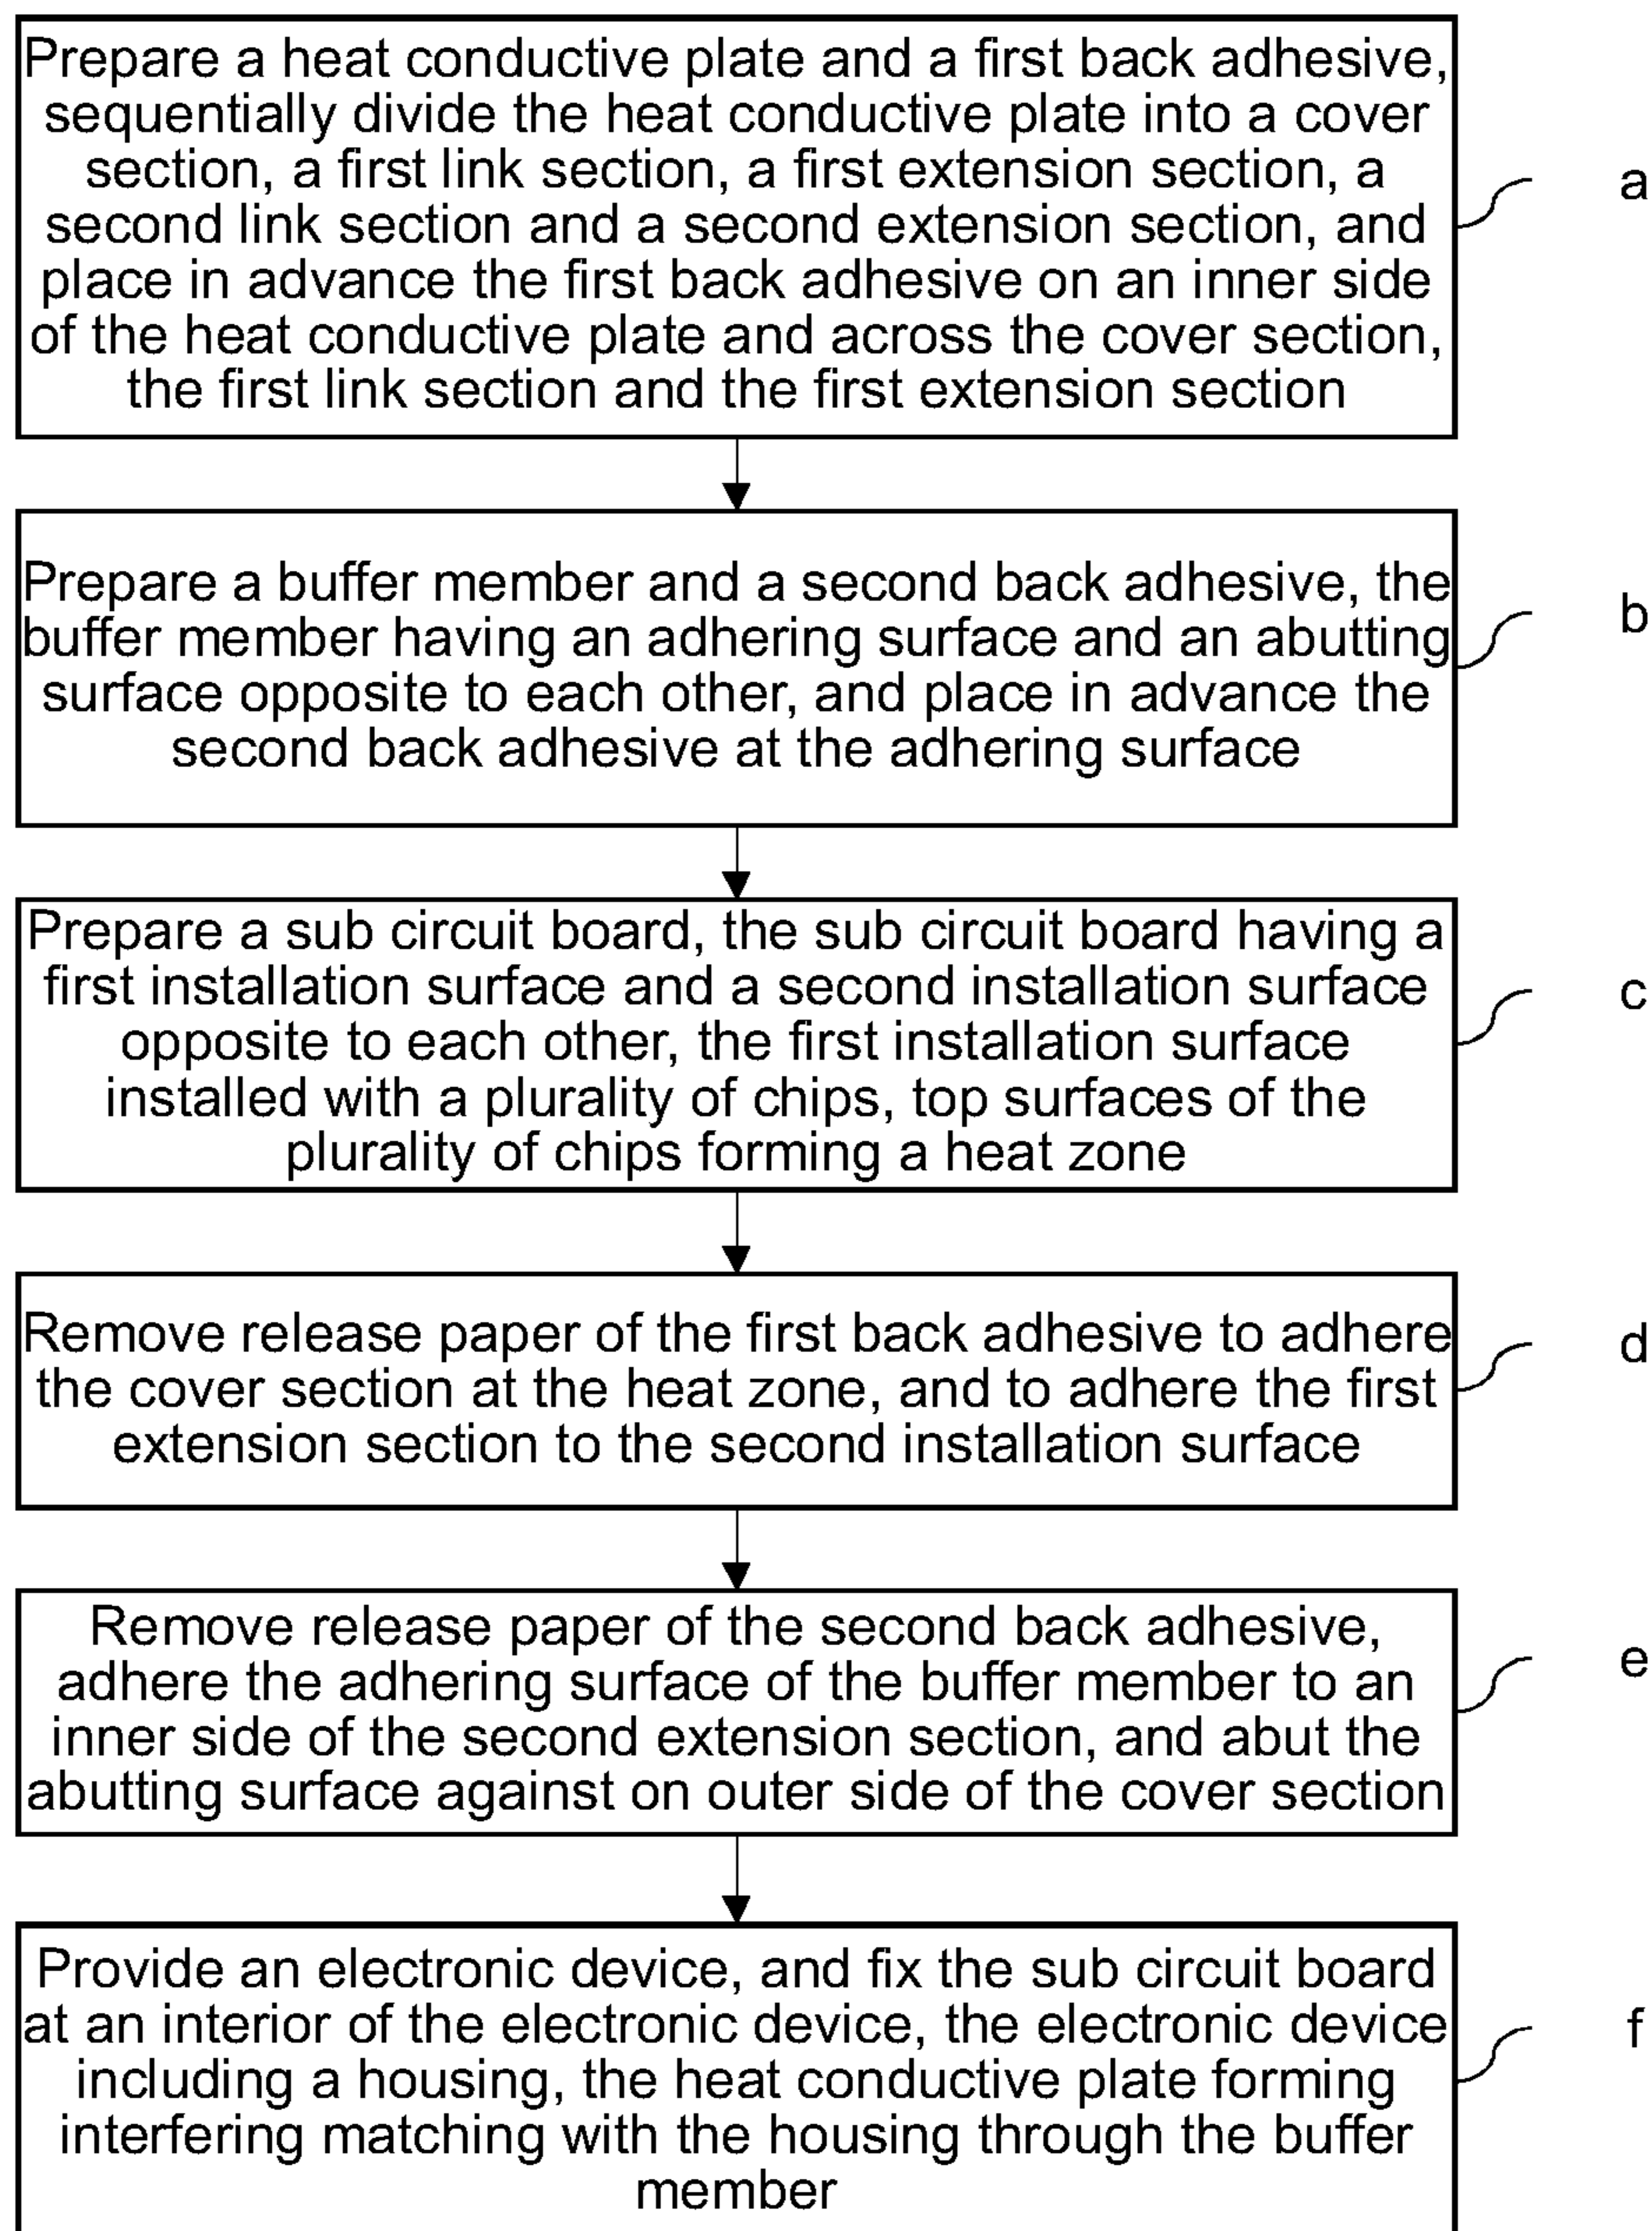 Prepare a heat conductive plate and a first back adhesive,
sequentially divide the heat conductive plate into a cover
section, a first link section, a first extension section, a
second link section and a second extension section, and
place in advance the first back adhesive on an inner side
of the heat conductive plate and across the cover section,
the first link section and the first extension section
a
Prepare a buffer member and a second back adhesive, the
buffer member having an adhering surface and an abutting
surface opposite to each other, and place in advance the
second back adhesive at the adhering surface
b
Prepare a sub circuit board, the sub circuit board having a
first installation surface and a second installation surface
opposite to each other, the first installation surface
installed with a plurality of chips, top surfaces of the
plurality of chips forming a heat zone
c
Remove release paper of the first back adhesive to adhere
the cover section at the heat zone, and to adhere the first
extension section to the second installation surface
d
Remove release paper of the second back adhesive,
adhere the adhering surface of the buffer member to an
inner side of the second extension section, and abut the
abutting surface against on outer side of the cover section
e
Provide an electronic device, and fix the sub circuit board
at an interior of the electronic device, the electronic device
including a housing, the heat conductive plate forming
interfering matching with the housing through the buffer
member
f